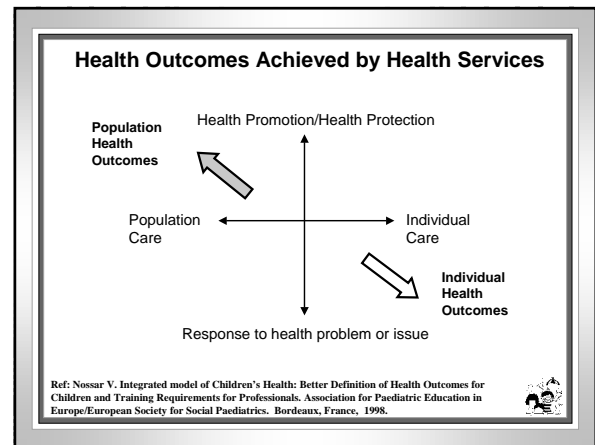 Health Outcomes Achieved by Health Services
Health Promotion/Health Protection
Population
Health
Outcomes
Population
Care
Individual
Care
Individual
Health
Outcomes
Response to health problem or issue
Ref: Nossar V. Integrated model of Children's Health: Better Definition of Health Outcomes for
Children and Training Requirements for Professionals. Association for Paediatric Education in
Europe/European Society for Social Paediatrics. Bordeaux, France, 1998.